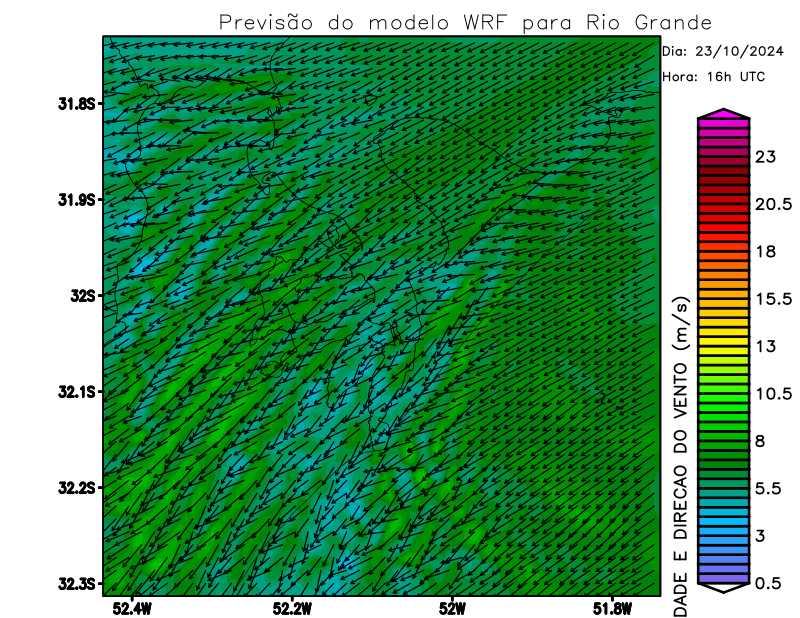 Previsão do modelo WRF para Rio Grande
Dia: 23/10/2024
Hora: 16h UTC
31.8S
31.9S
32S
32.1S
32.2S
32.3S
52.4W
52.2W
52W
51.8W
23
20.5
18
15.5
13
10.5
8
5.5
3
0.5
DADE E DIRECAO DO VENTO (m/s)